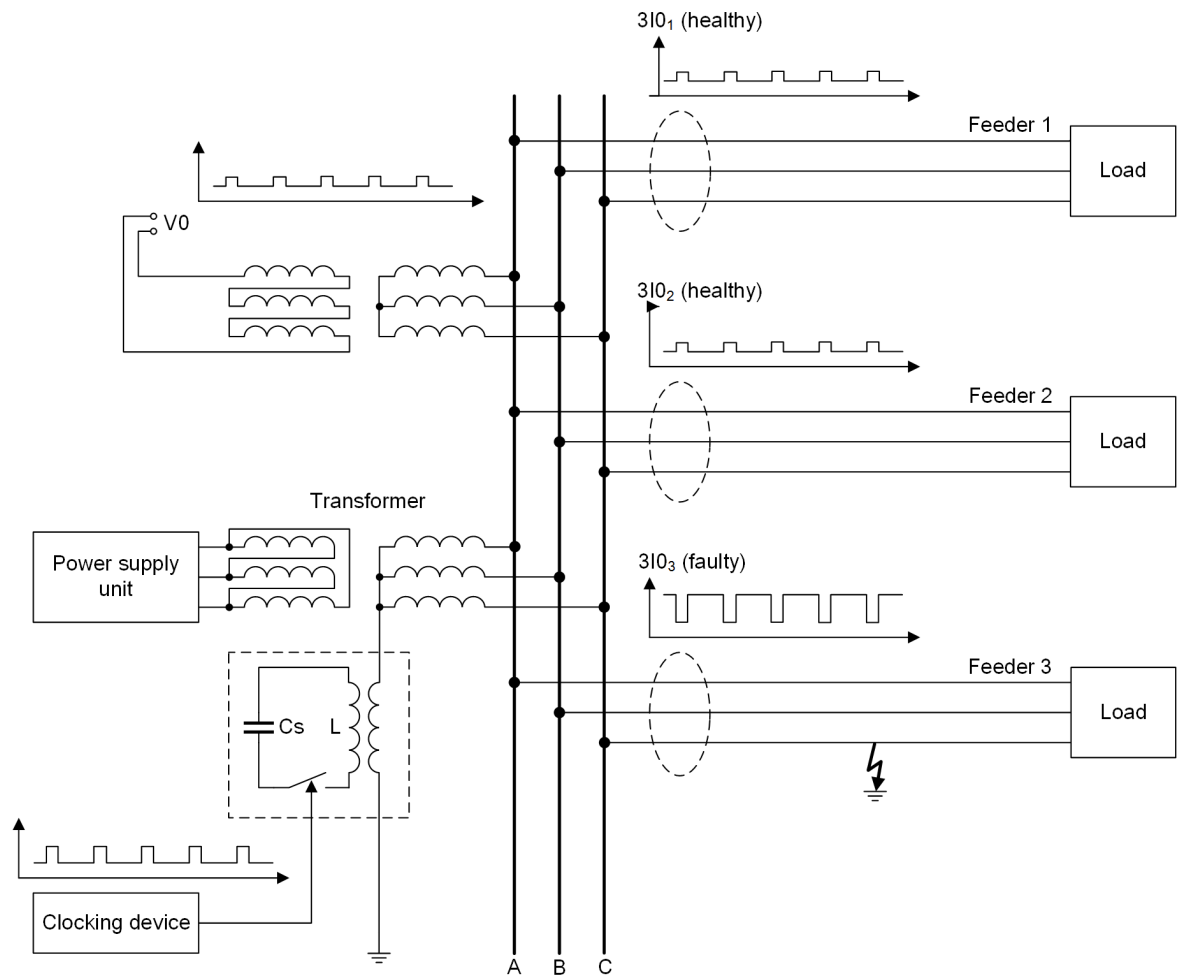 3I0₁ (healthy)
Feeder 1
Load
V0
3I0₂ (healthy)
Feeder 2
Load
Transformer
Power supply
unit
3I0₃ (faulty)
Feeder 3
Load
Cs
L
Clocking device
A
B
C